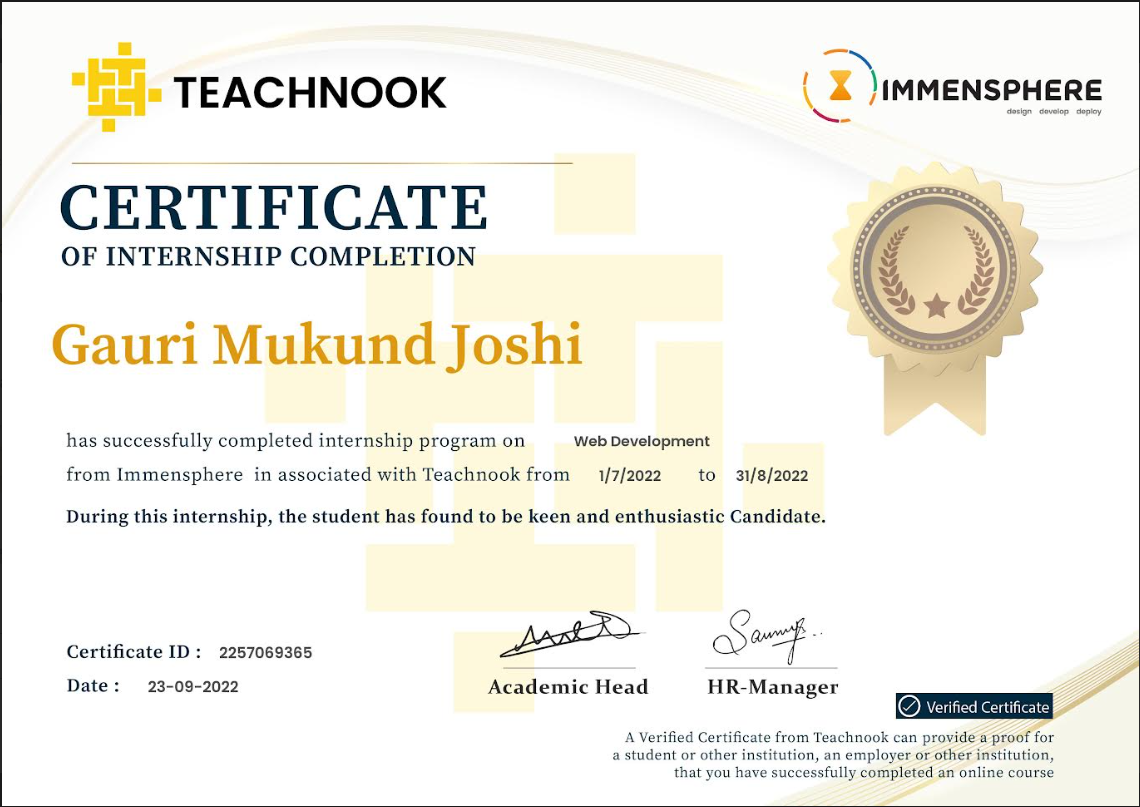 TEACHNOOK
IMMENSPHERE
design develop deploy
CERTIFICATE
OF INTERNSHIP COMPLETION
Gauri Mukund Joshi
has successfully completed internship program on Web Development
from Immensphere in associated with Teachnook from 1/7/2022 to 31/8/2022
During this internship, the student has found to be keen and enthusiastic Candidate.
Certificate ID : 2257069365
Date : 23-09-2022
Academic Head
HR-Manager
Verified Certificate
A Verified Certificate from Teachnook can provide a proof for
a student or other institution, an employer or other institution,
that you have successfully completed an online course